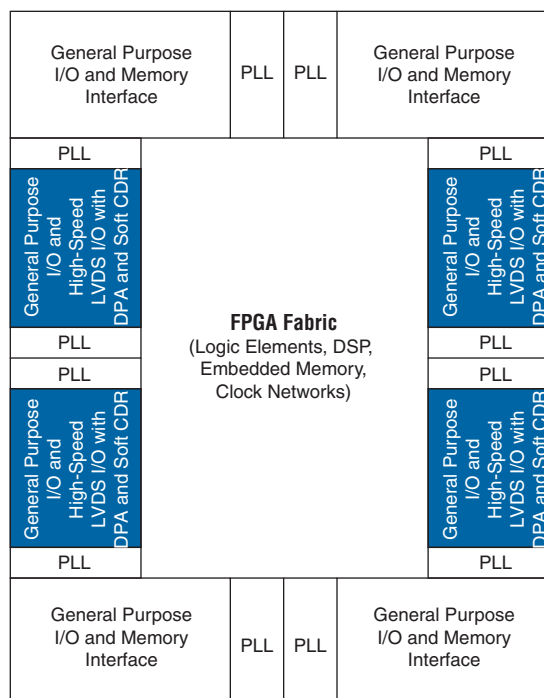 General Purpose
I/O and Memory
Interface
PLL
PLL
General Purpose
I/O and Memory
Interface
PLL
General Purpose
I/O and
High-Speed
LVDS I/O with
DPA and Soft CDR
PLL
PLL
General Purpose
I/O and
High-Speed
LVDS I/O with
DPA and Soft CDR
PLL
FPGA Fabric
(Logic Elements, DSP,
Embedded Memory,
Clock Networks)
PLL
General Purpose
I/O and
High-Speed
LVDS I/O with
DPA and Soft CDR
PLL
PLL
General Purpose
I/O and
High-Speed
LVDS I/O with
DPA and Soft CDR
PLL
General Purpose
I/O and Memory
Interface
PLL
PLL
General Purpose
I/O and Memory
Interface